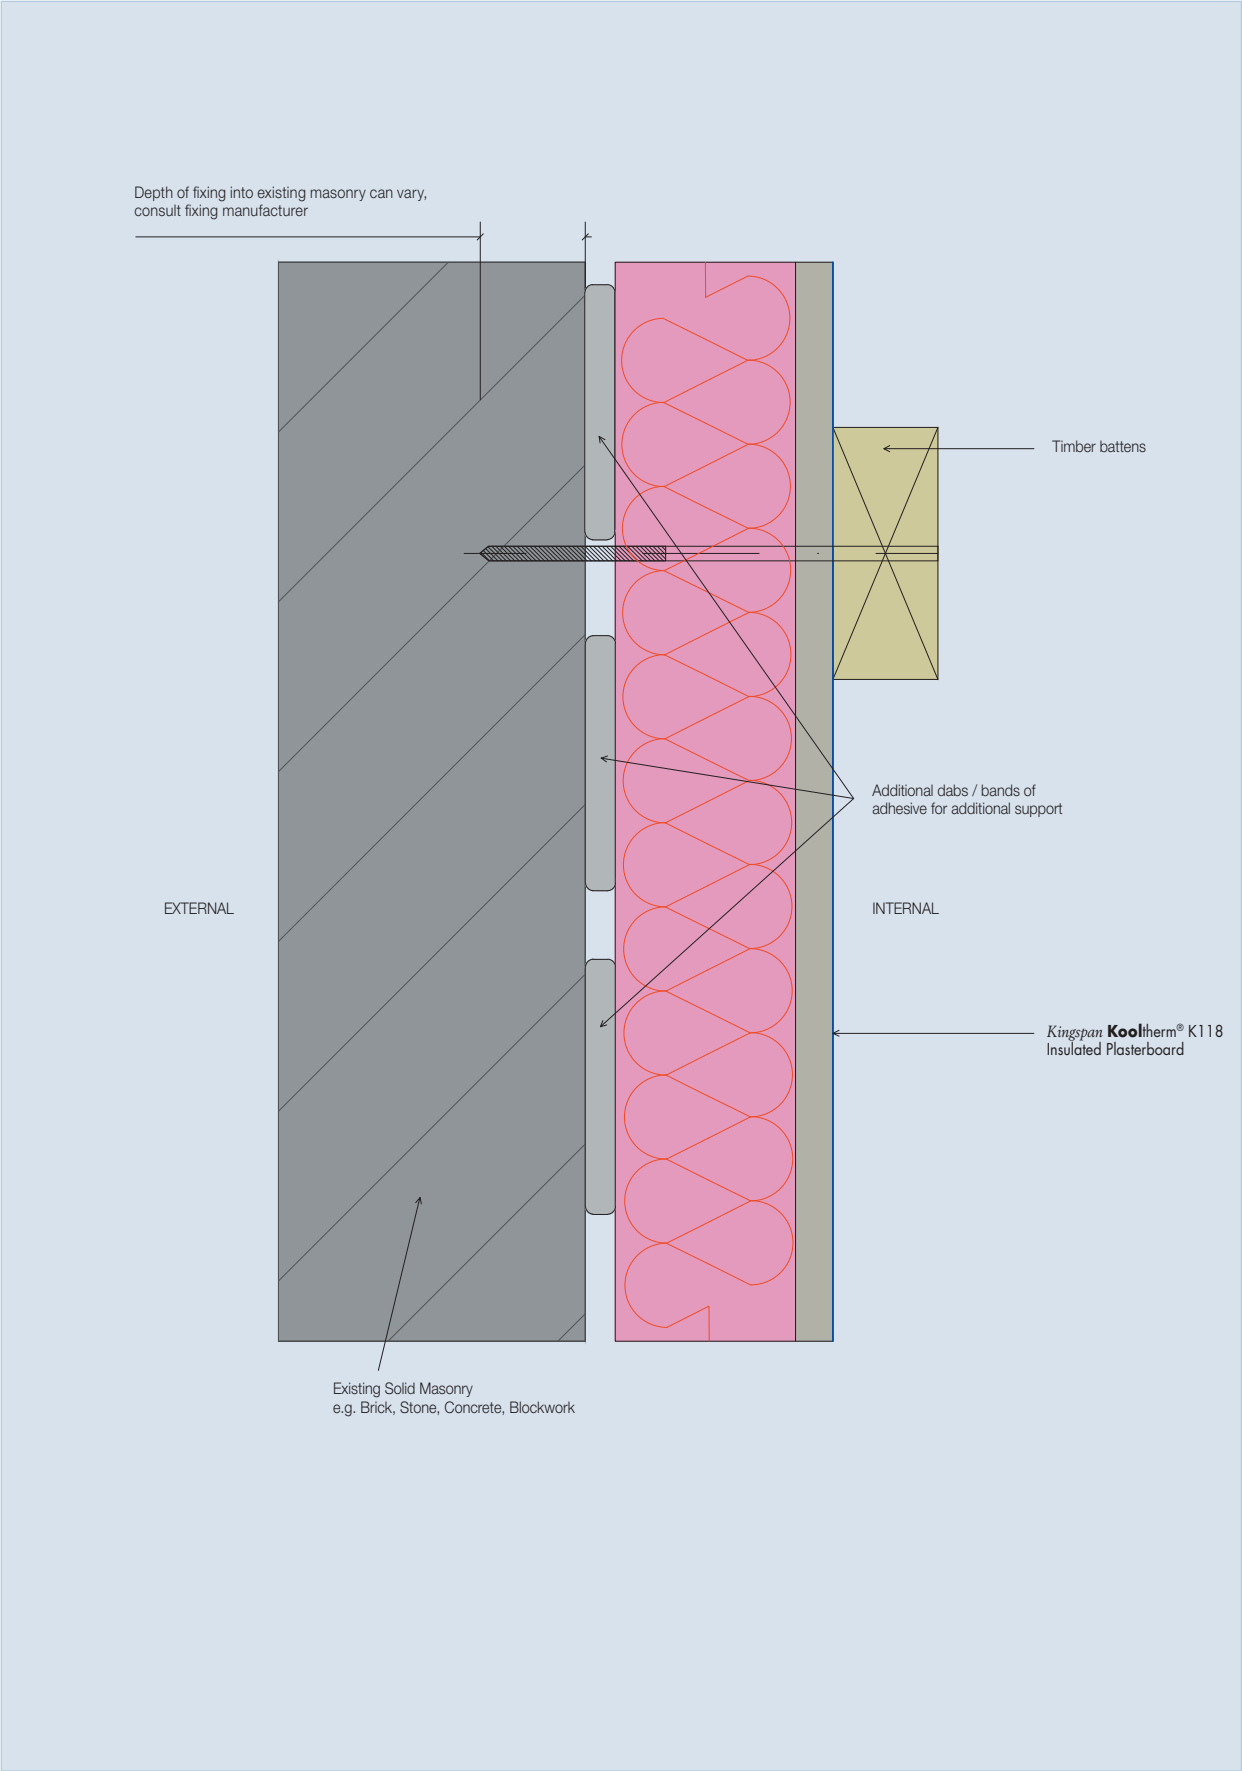 Depth of fixing into existing masonry can vary,
consult fixing manufacturer
Timber battens
Additional dabs / bands of
adhesive for additional support
EXTERNAL
INTERNAL
Kingspan Kooltherm® K118
Insulated Plasterboard
Existing Solid Masonry
e.g. Brick, Stone, Concrete, Blockwork